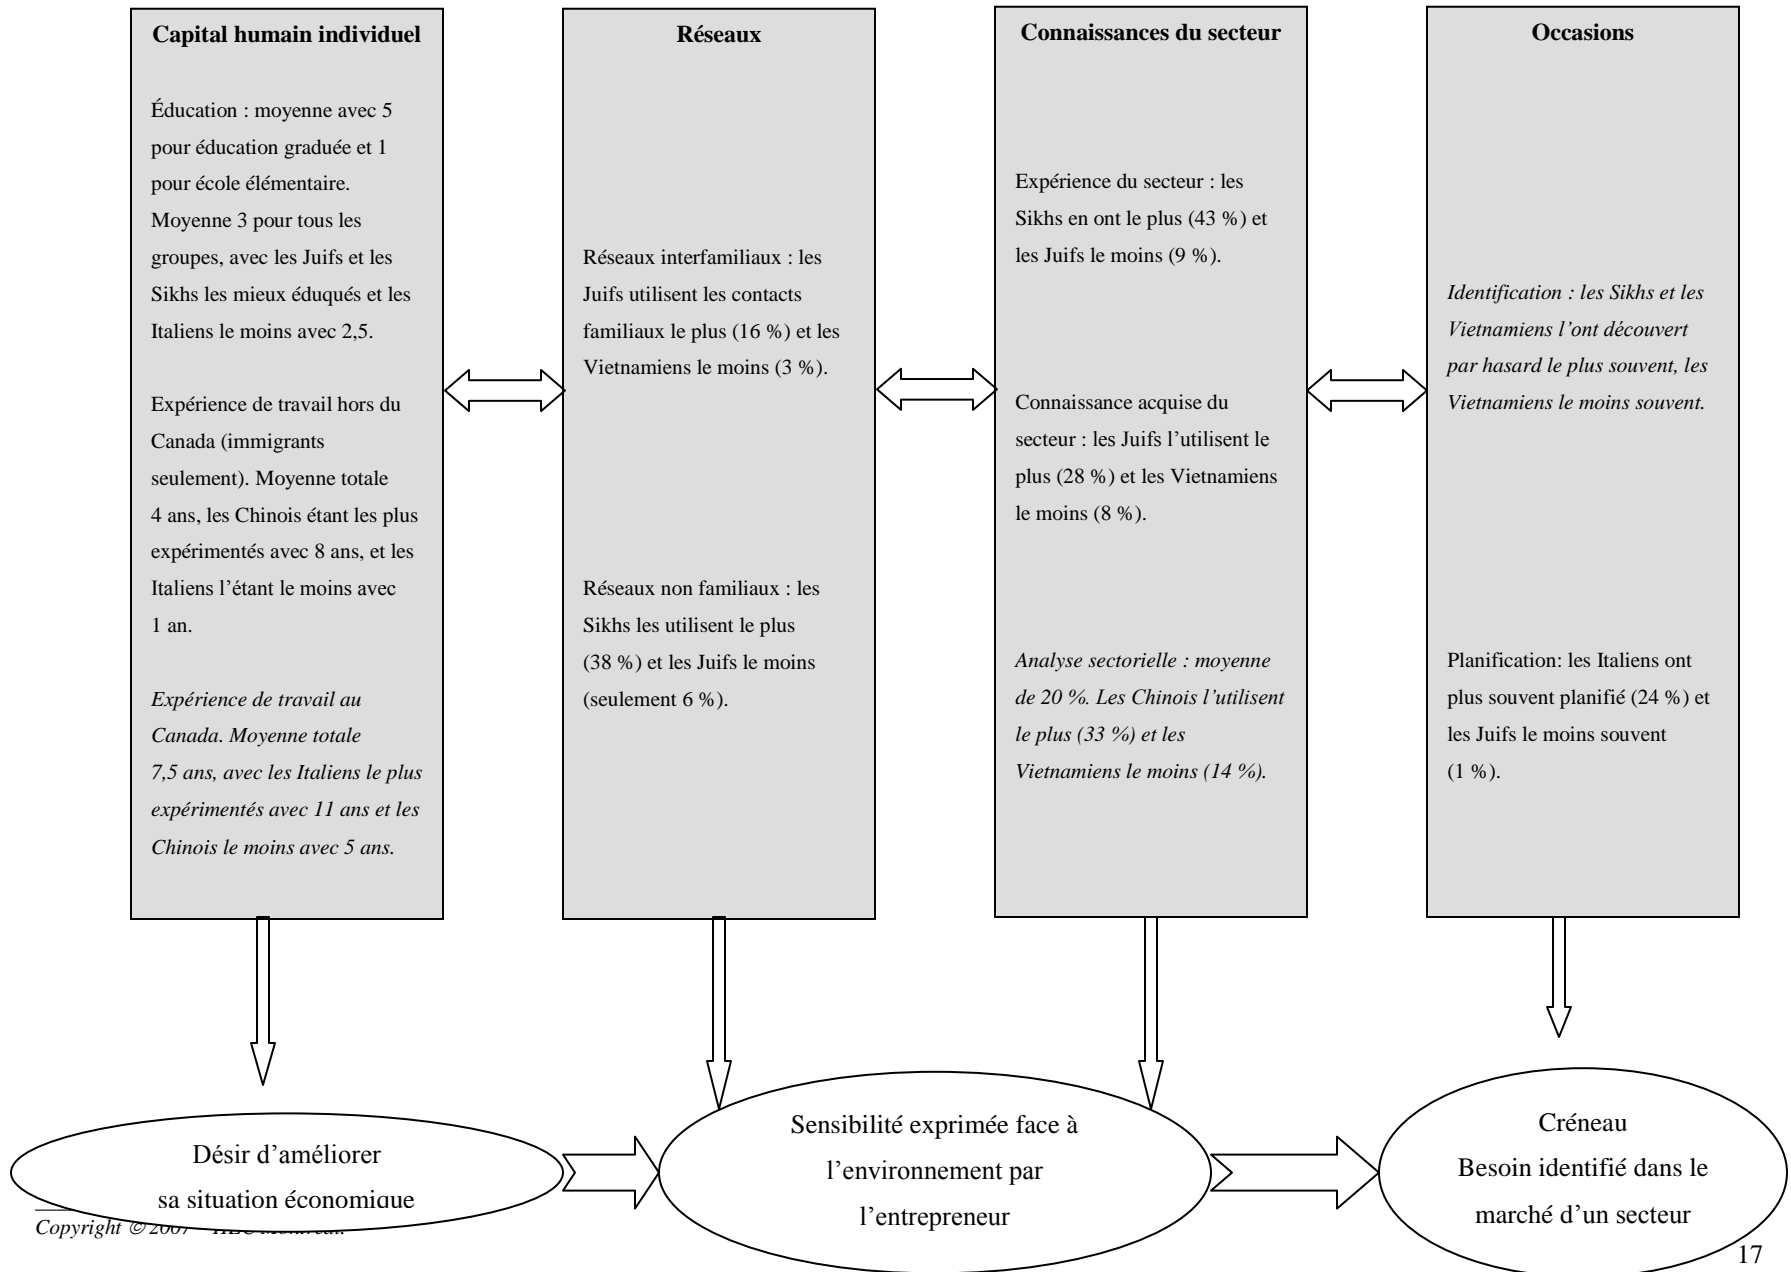 Capital humain individuel
Éducation : moyenne avec 5
pour éducation graduée et 1
pour école élémentaire.
Moyenne 3 pour tous les
groupes, avec les Juifs et les
Sikhs les mieux éduqués et les
Italiens le moins avec 2,5.
Expérience de travail hors du
Canada (immigrants
seulement). Moyenne totale
4 ans, les Chinois étant les plus
expérimentés avec 8 ans, et les
Italiens l’étant le moins avec
1 an.
Expérience de travail au
Canada. Moyenne totale
7,5 ans, avec les Italiens le plus
expérimentés avec 11 ans et les
Chinois le moins avec 5 ans.
Réseaux
Réseaux interfamiliaux : les
Juifs utilisent les contacts
familiaux le plus (16 %) et les
Vietnamiens le moins (3 %).
Réseaux non familiaux : les
Sikhs les utilisent le plus
(38 %) et les Juifs le moins
(seulement 6 %).
Connaissances du secteur
Expérience du secteur : les
Sikhs en ont le plus (43 %) et
les Juifs le moins (9 %).
Connaissance acquise du
secteur : les Juifs l’utilisent le
plus (28 %) et les Vietnamiens
le moins (8 %).
Analyse sectorielle : moyenne
de 20 %. Les Chinois l’utilisent
le plus (33 %) et les
Vietnamiens le moins (14 %).
Occasions
Identification : les Sikhs et les
Vietnamiens l’ont découvert
par hasard le plus souvent, les
Vietnamiens le moins souvent.
Planification: les Italiens ont
plus souvent planifié (24 %) et
les Juifs le moins souvent
(1 %).
Désir d’améliorer
sa situation économique
Sensibilité exprimée face à
l’environnement par
l’entrepreneur
Créneau
Besoin identifié dans le
marché d’un secteur
Copyright © 2007
17